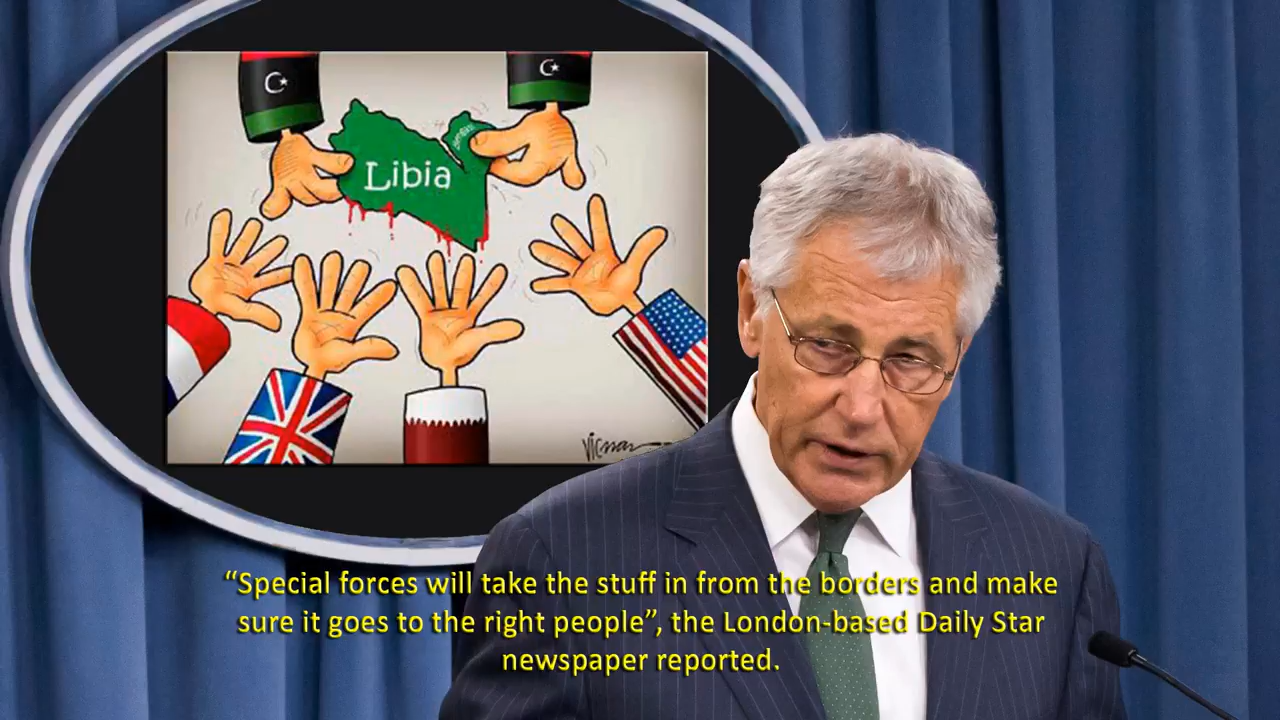 Libia
“Special forces will take the stuff in from the borders and make
sure it goes to the right people”, the London-based Daily Star
newspaper reported.